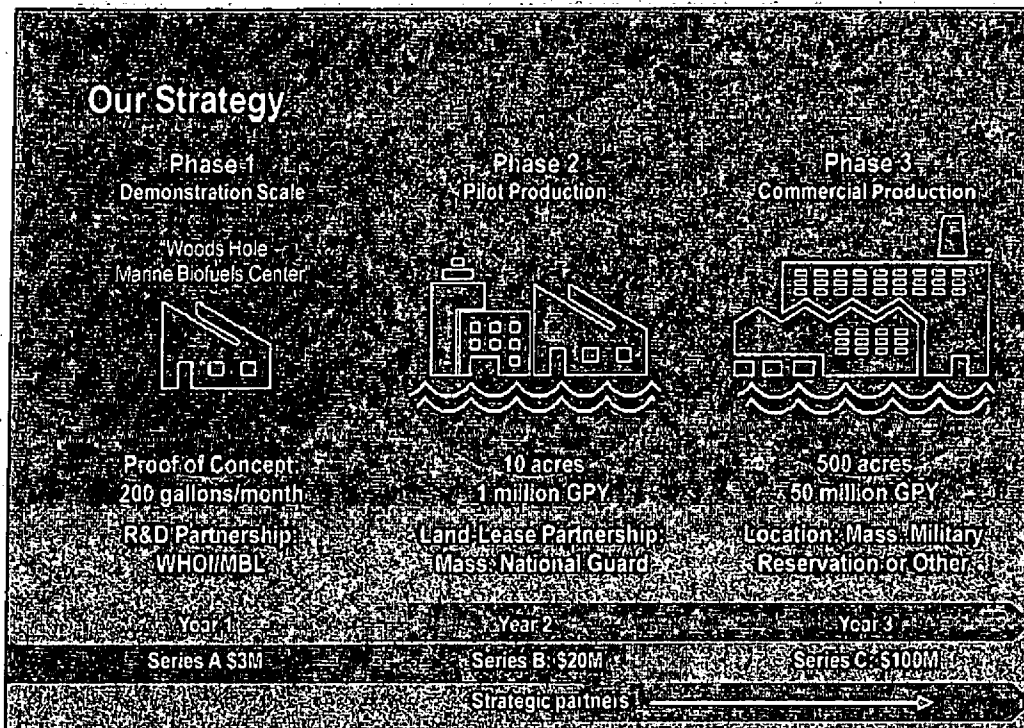 Our Strategy
Phase 1
Demonstration Scale
Woods Hole
Marine Biofuels Center
Proof of Concept:
200 gallons/month
R&D Partnership:
WHOI/MBL
Year 1
Series A $3M
Phase 2
Pilot Production
10 acres
1 million GPY
Land-Lease Partnership:
Mass. National Guard
Year 2
Series B: $20M
Phase 3
Commercial Production
500 acres
50 million GPY
Location: Mass. Military
Reservation or Other
Year 3
Series C: $100M
Strategic partners